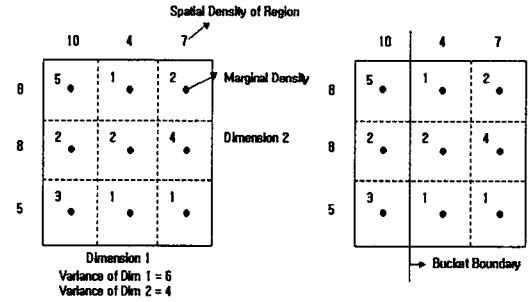 Spatial Density of Region
10 4 7
8 5 1 2 Marginal Density
8 2 2 4 Dimension 2
5 3 1 1
Dimension 1
Variance of Dim 1 = 6
Variance of Dim 2 = 4
10 4 7
8 5 1 2
8 2 2 4
5 3 1 1
Bucket Boundary